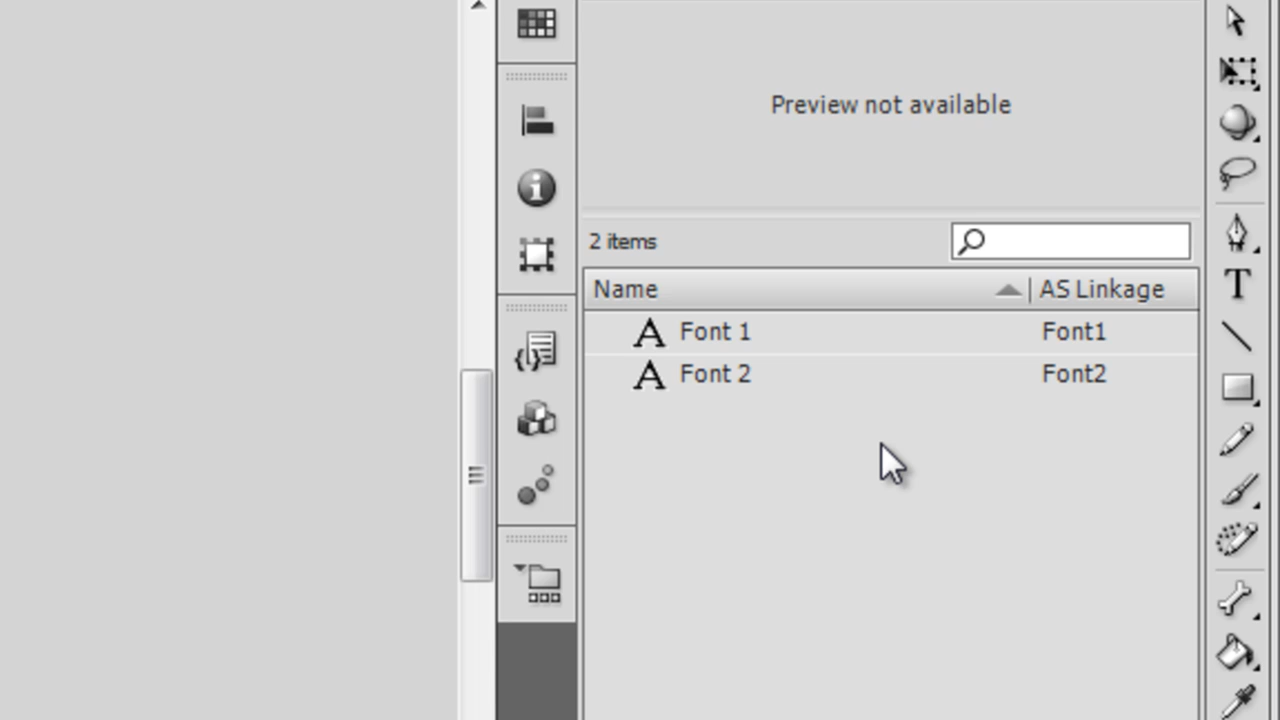 Preview not available
2 items
Name AS Linkage
Font 1 Font1
Font 2 Font2